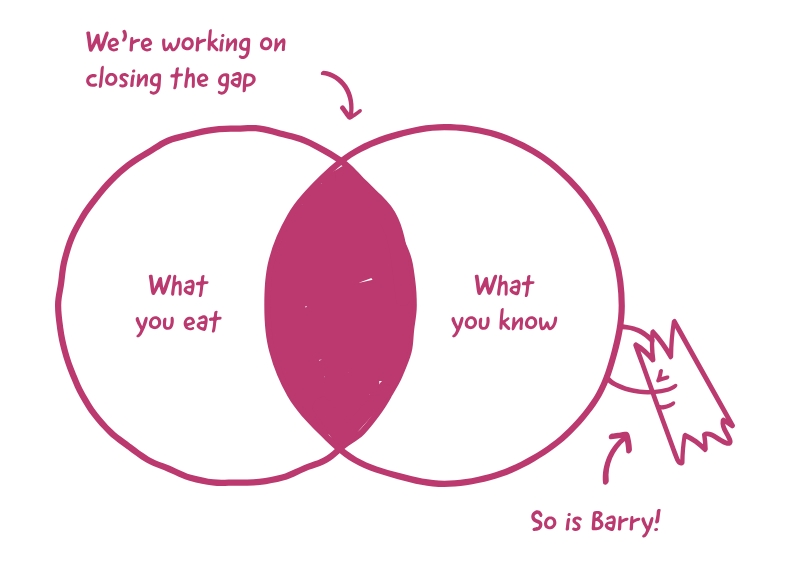 We're working on
closing the gap
What
you eat
What
you know
So is Barry!